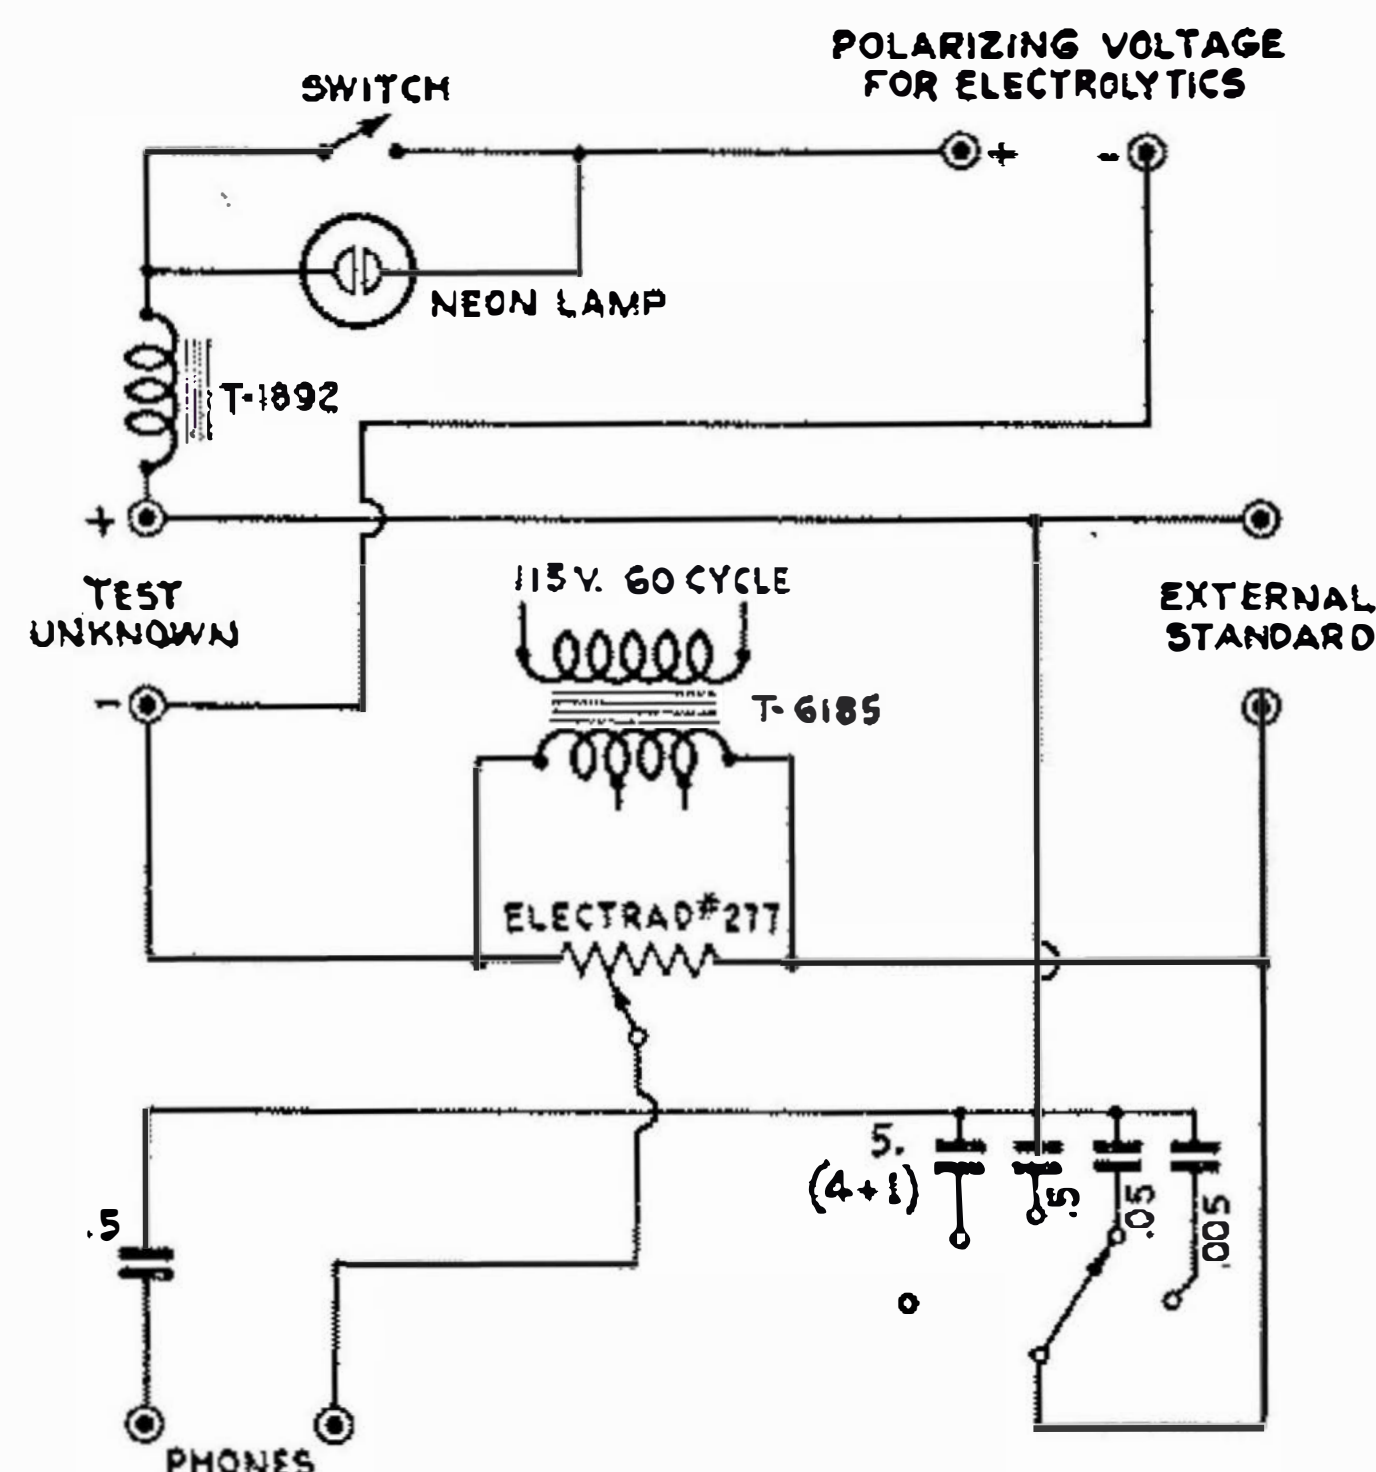 POLARIZING VOLTAGE
FOR ELECTROLYTICS
SWITCH
+ -
NEON LAMP
T-1892
+
115 V. 60 CYCLE
TEST
UNKNOWN
EXTERNAL
STANDARD
-
T-6185
ELECTRAD #277
5.
(4+1)
.5
.05
.005
.5
PHONES